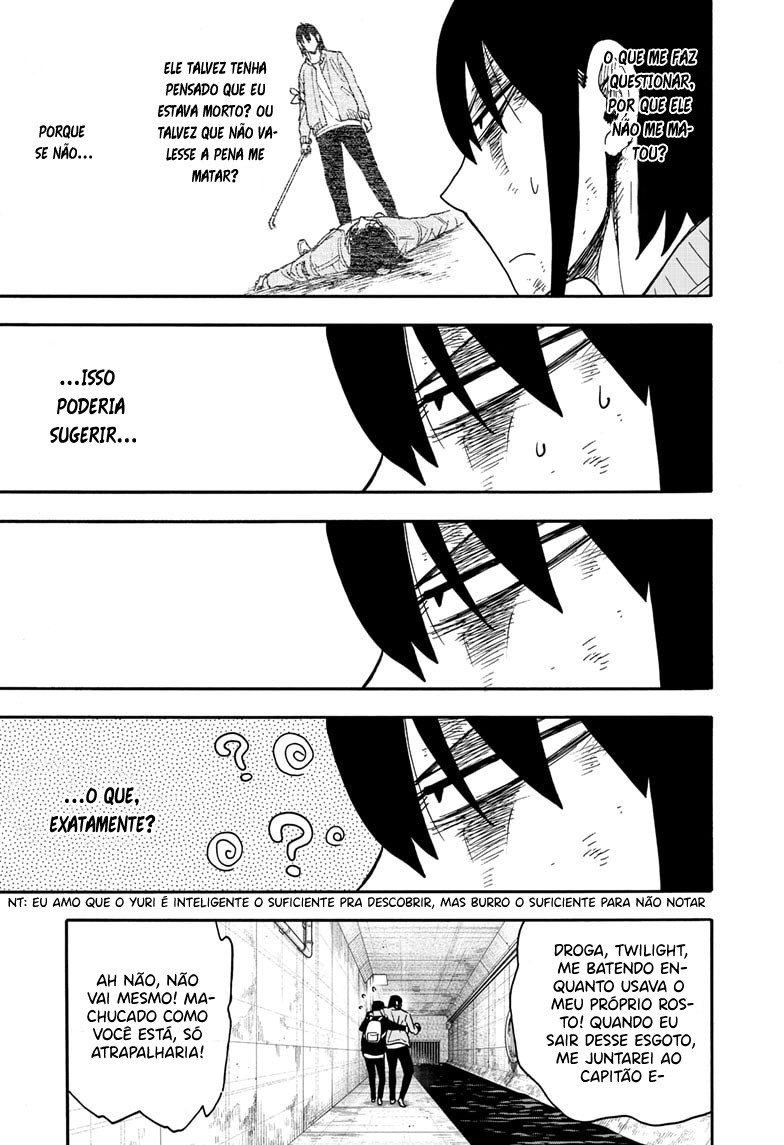 O QUE ME FAZ
QUESTIONAR,
POR QUE ELE
NÃO ME MA-
TOU?
ELE TALVEZ TENHA
PENSADO QUE EU
ESTAVA MORTO? OU
TALVEZ QUE NÃO VA-
LESSE A PENA ME
MATAR?
PORQUE
SE NÃO...
...ISSO
PODERIA
SUGERIR...
...O QUE,
EXATAMENTE?
NT: EU AMO QUE O YURI É INTELIGENTE O SUFICIENTE PRA DESCOBRIR, MAS BURRO O SUFICIENTE PARA NÃO NOTAR
DROGA, TWILIGHT,
ME BATENDO EN-
QUANTO USAVA O
MEU PRÓPRIO ROS-
TO! QUANDO EU
SAIR DESSE ESGOTO,
ME JUNTAREI AO
CAPITÃO E-
AH NÃO, NÃO
VAI MESMO! MA-
CHUCADO COMO
VOCÊ ESTÁ, SÓ
ATRAPALHARIA!